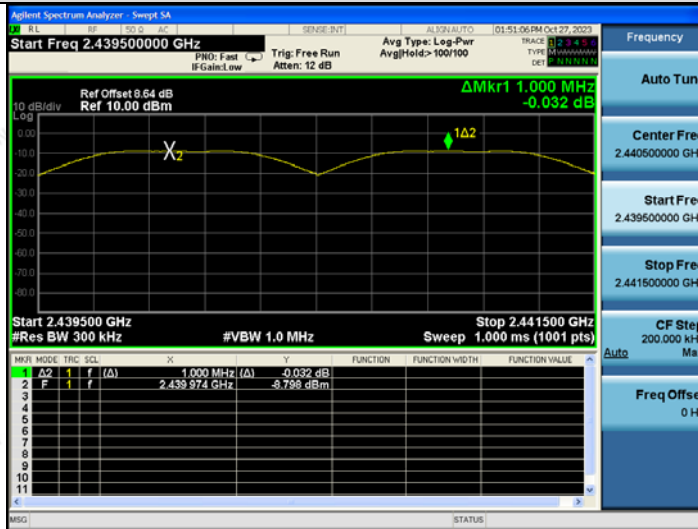 Agilent Spectrum Analyzer - Swept SA
RL RF 50 Ω AC SENSE:INT ALIGNAUTO 01:51:06 PM Oct 27, 2023
Start Freq 2.439500000 GHz
PNO: Fast
IFGain:Low
Trig: Free Run
Atten: 12 dB
Avg Type: Log-Pwr
Avg|Hold:> 100/100
TRACE 1 2 3 4 5 6
TYPE
DET P N N N N N
Ref Offset 8.64 dB
Ref 10.00 dBm
10 dB/div
Log
ΔMkr1 1.000 MHz
-0.032 dB
0.00
-10.0
-20.0
-30.0
-40.0
-50.0
-60.0
-70.0
-80.0
X2
1Δ2
Start 2.439500 GHz
Stop 2.441500 GHz
#Res BW 300 kHz
#VBW 1.0 MHz
Sweep 1.000 ms (1001 pts)
MKR MODE TRC SCL X Y FUNCTION FUNCTION WIDTH FUNCTION VALUE
1 Δ2 1 f (Δ) 1.000 MHz (Δ) -0.032 dB
2 F 1 f 2.439 974 GHz -8.798 dBm
3
4
5
6
7
8
9
10
11
MSG
STATUS
Frequency
Auto Tun
Center Fre
2.440500000 GH
Start Fre
2.439500000 GH
Stop Fre
2.441500000 GH
CF Step
200.000 kH
Auto Ma
Freq Offse
0 H